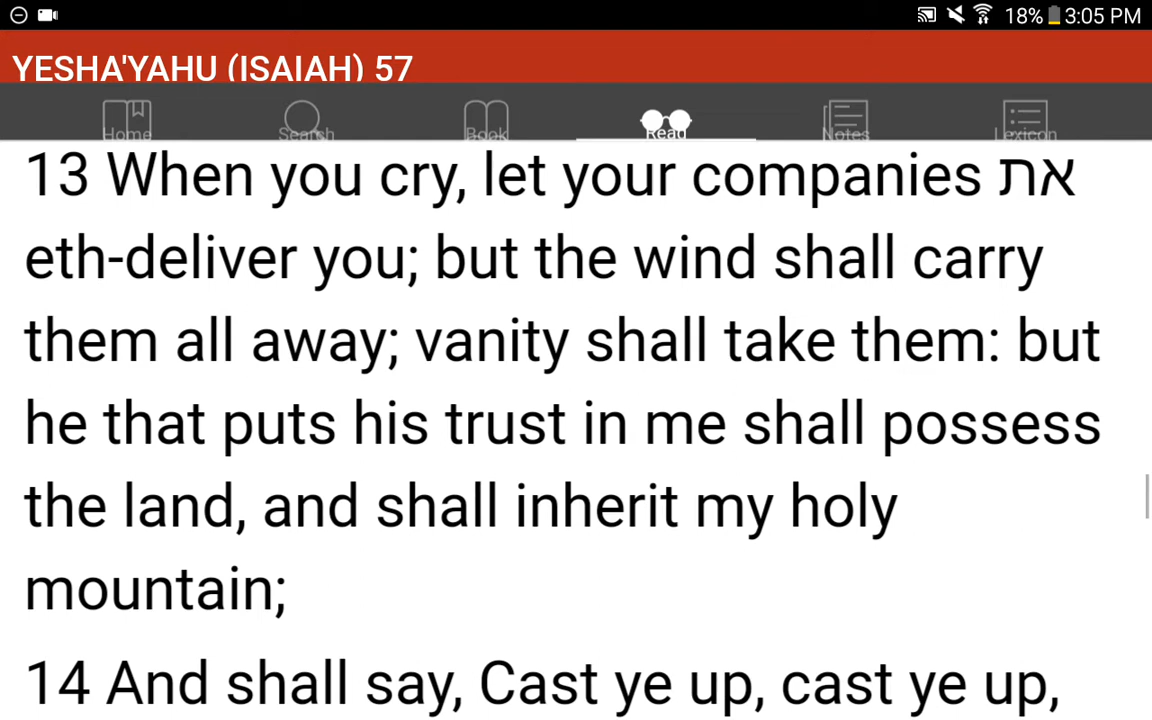 18% 3:05 PM
YESHA'YAHU (ISAIAH) 57
Home Search Book Read Notes Lexicon
13 When you cry, let your companies את
eth-deliver you; but the wind shall carry
them all away; vanity shall take them: but
he that puts his trust in me shall possess
the land, and shall inherit my holy
mountain;
14 And shall say, Cast ye up, cast ye up,